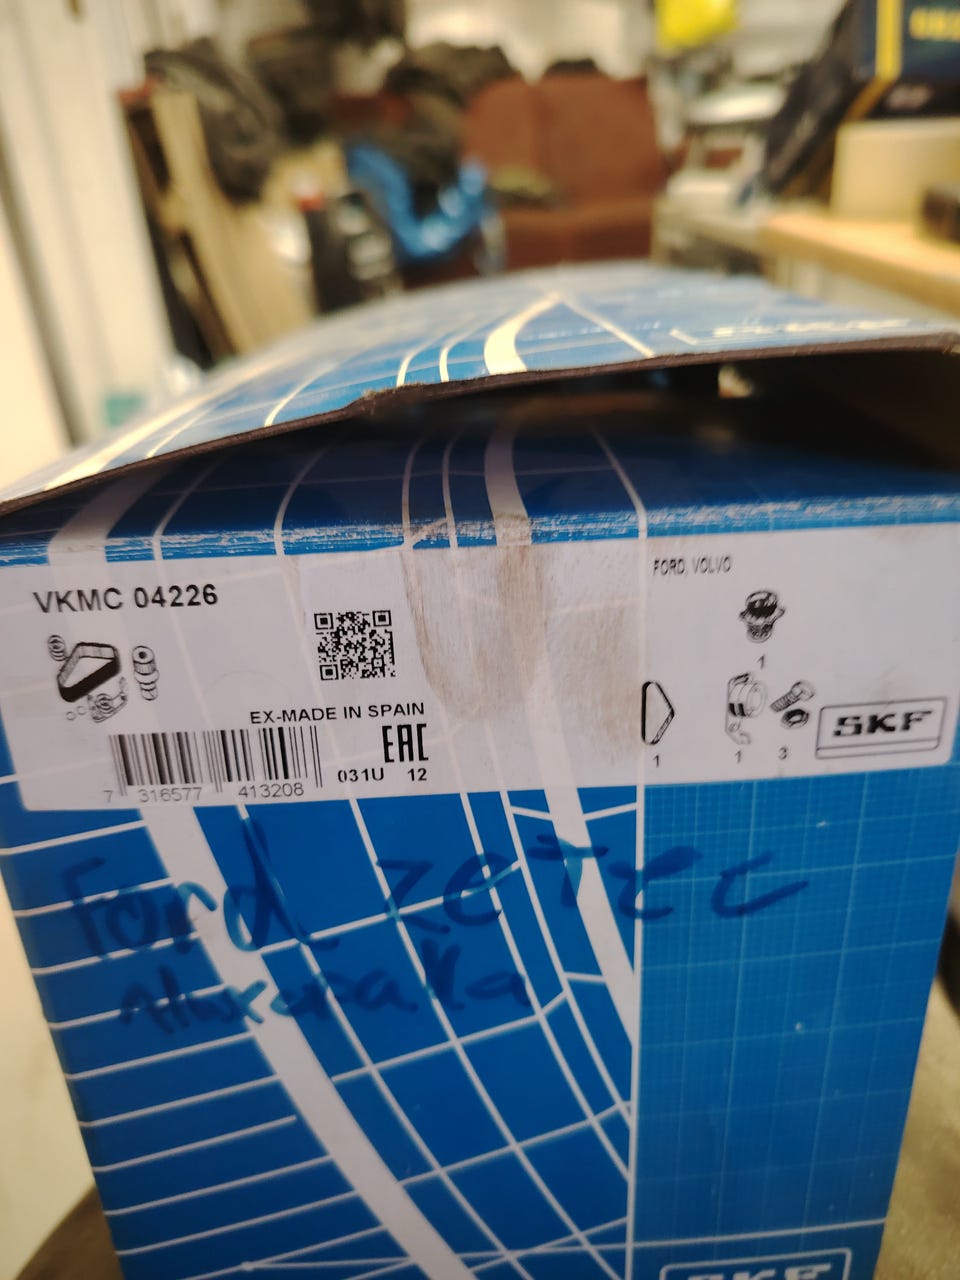 VKMC 04226
EX-MADE IN SPAIN
EAC
031U 12
7 316577 413208
FORD, VOLVO
1
1 1 3
SKF
Ford ZeTec
SKF